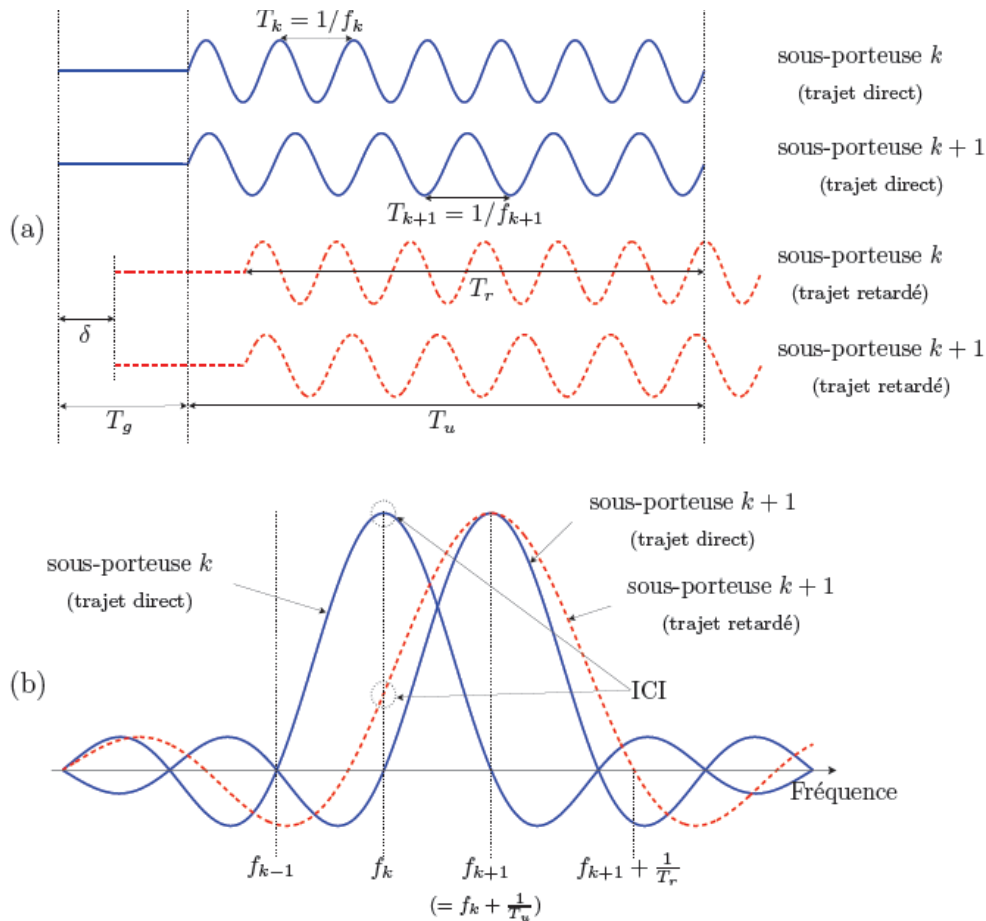 T_k = 1/f_k
sous-porteuse k
(trajet direct)
sous-porteuse k + 1
(trajet direct)
T_{k+1} = 1/f_{k+1}
(a)
sous-porteuse k
(trajet retardé)
T_r
δ
sous-porteuse k + 1
(trajet retardé)
T_g
T_u
sous-porteuse k + 1
(trajet direct)
sous-porteuse k
(trajet direct)
sous-porteuse k + 1
(trajet retardé)
(b)
ICI
Fréquence
f_{k-1}
f_k
f_{k+1}
f_{k+1} + 1/T_r
(= f_k + 1/T_u)